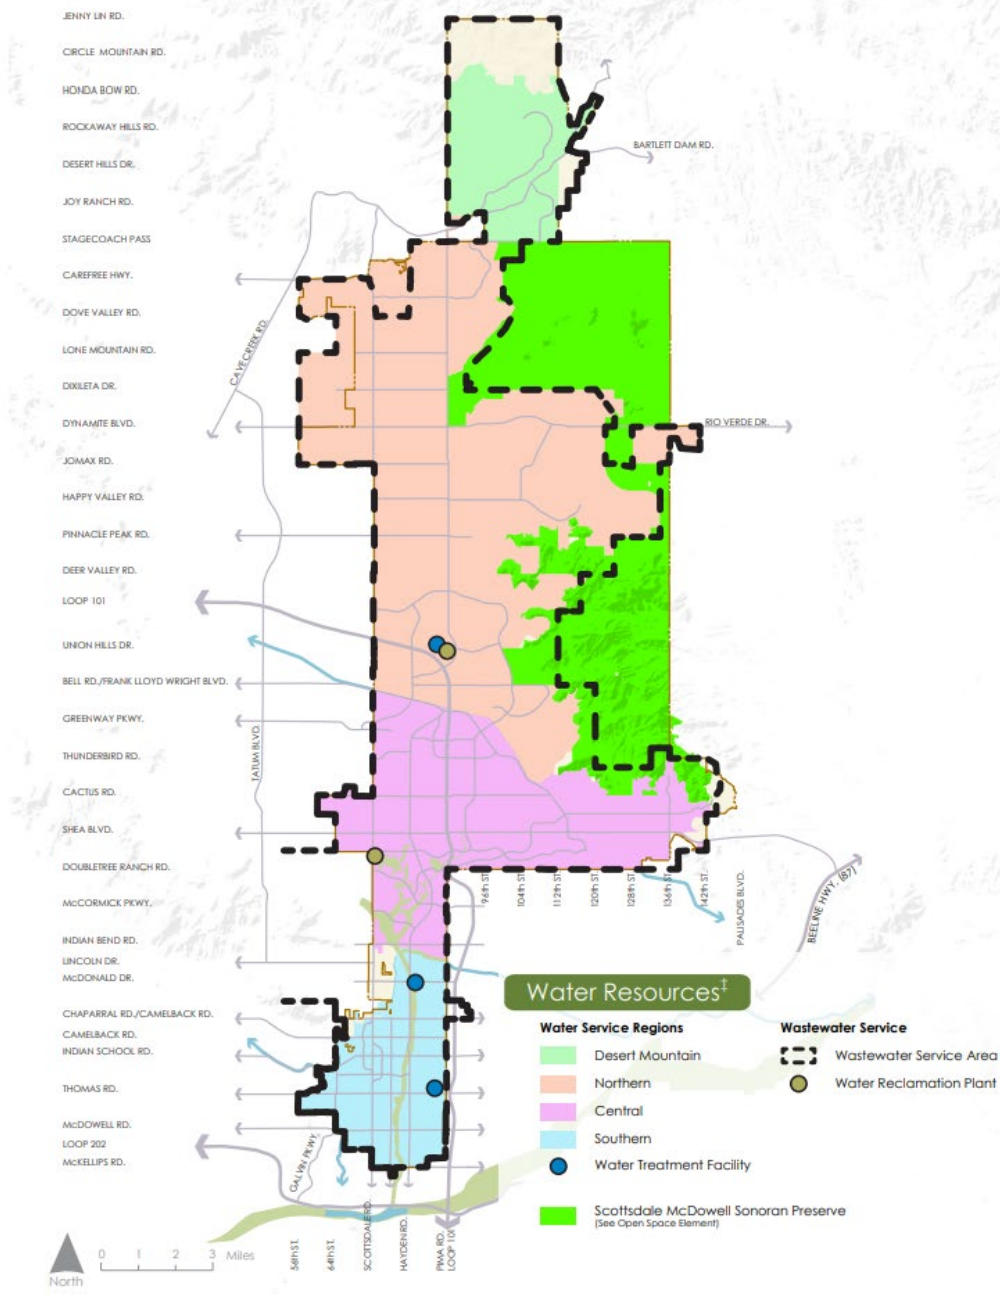 JENNY LIN RD.
CIRCLE MOUNTAIN RD.
HONDA BOW RD.
ROCKAWAY HILLS RD.
DESERT HILLS DR.
JOY RANCH RD.
STAGECOACH PASS
CAREFREE HWY.
DOVE VALLEY RD.
LONE MOUNTAIN RD.
DIXILETA DR.
DYNAMITE BLVD.
JOMAX RD.
HAPPY VALLEY RD.
PINNACLE PEAK RD.
DEER VALLEY RD.
LOOP 101
UNION HILLS DR.
BELL RD./FRANK LLOYD WRIGHT BLVD.
GREENWAY PKWY.
THUNDERBIRD RD.
CACTUS RD.
SHEA BLVD.
DOUBLETREE RANCH RD.
McCORMICK PKWY.
INDIAN BEND RD.
LINCOLN DR.
McDONALD DR.
CHAPARRAL RD./CAMELBACK RD.
CAMELBACK RD.
INDIAN SCHOOL RD.
THOMAS RD.
McDOWELL RD.
LOOP 202
McKELLIPS RD.
BARTLETT DAM RD.
CAVE CREEK RD.
RIO VERDE DR.
TATUM BLVD.
96th ST.
104th ST.
112th ST.
120th ST.
128th ST.
136th ST.
142th ST.
PALISADES BLVD.
BEELINE HWY. (87)
GALVIN PKWY.
56th ST.
64th ST.
SCOTTSDALE RD.
HAYDEN RD.
PIMA RD.
LOOP 101
Water Resources‡
Water Service Regions
Desert Mountain
Northern
Central
Southern
Water Treatment Facility
Scottsdale McDowell Sonoran Preserve
(See Open Space Element)
Wastewater Service
Wastewater Service Area
Water Reclamation Plant
North
0 1 2 3 Miles